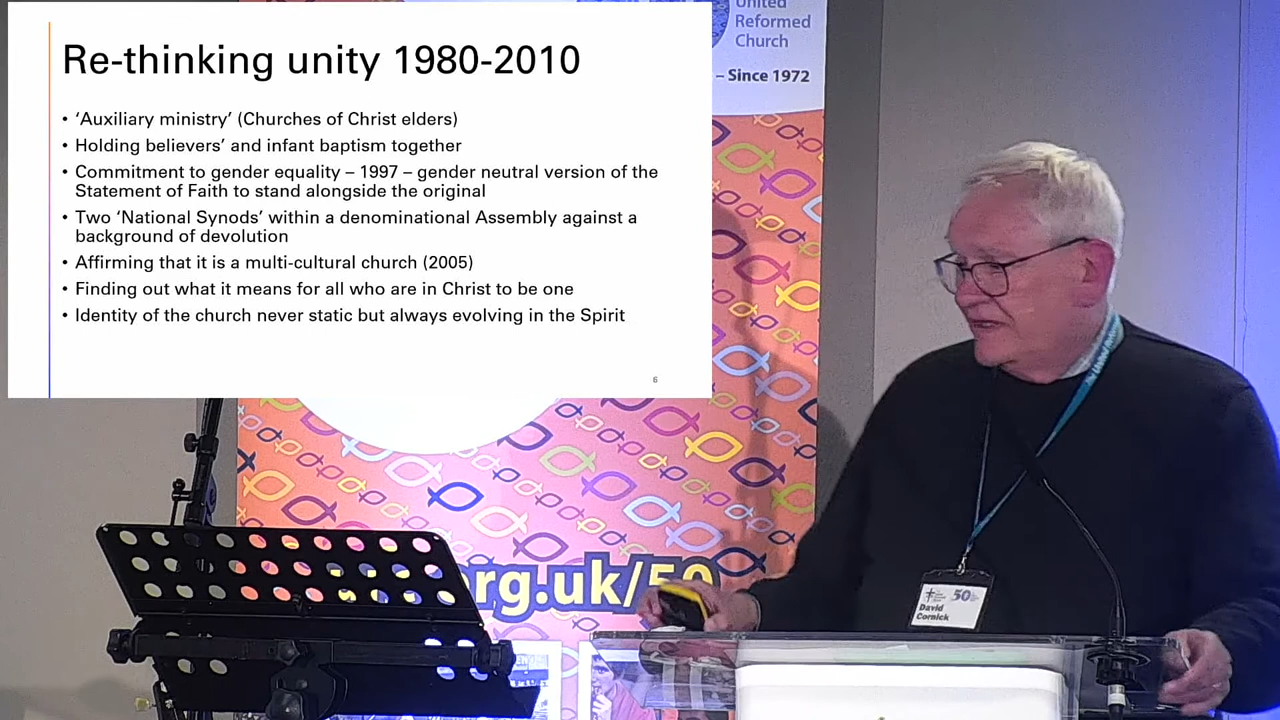 Re-thinking unity 1980-2010
• ‘Auxiliary ministry’ (Churches of Christ elders)
• Holding believers’ and infant baptism together
• Commitment to gender equality – 1997 – gender neutral version of the
Statement of Faith to stand alongside the original
• Two ‘National Synods’ within a denominational Assembly against a
background of devolution
• Affirming that it is a multi-cultural church (2005)
• Finding out what it means for all who are in Christ to be one
• Identity of the church never static but always evolving in the Spirit
6
United
Reformed
Church
– Since 1972
org.uk/50
50
David
Cornick